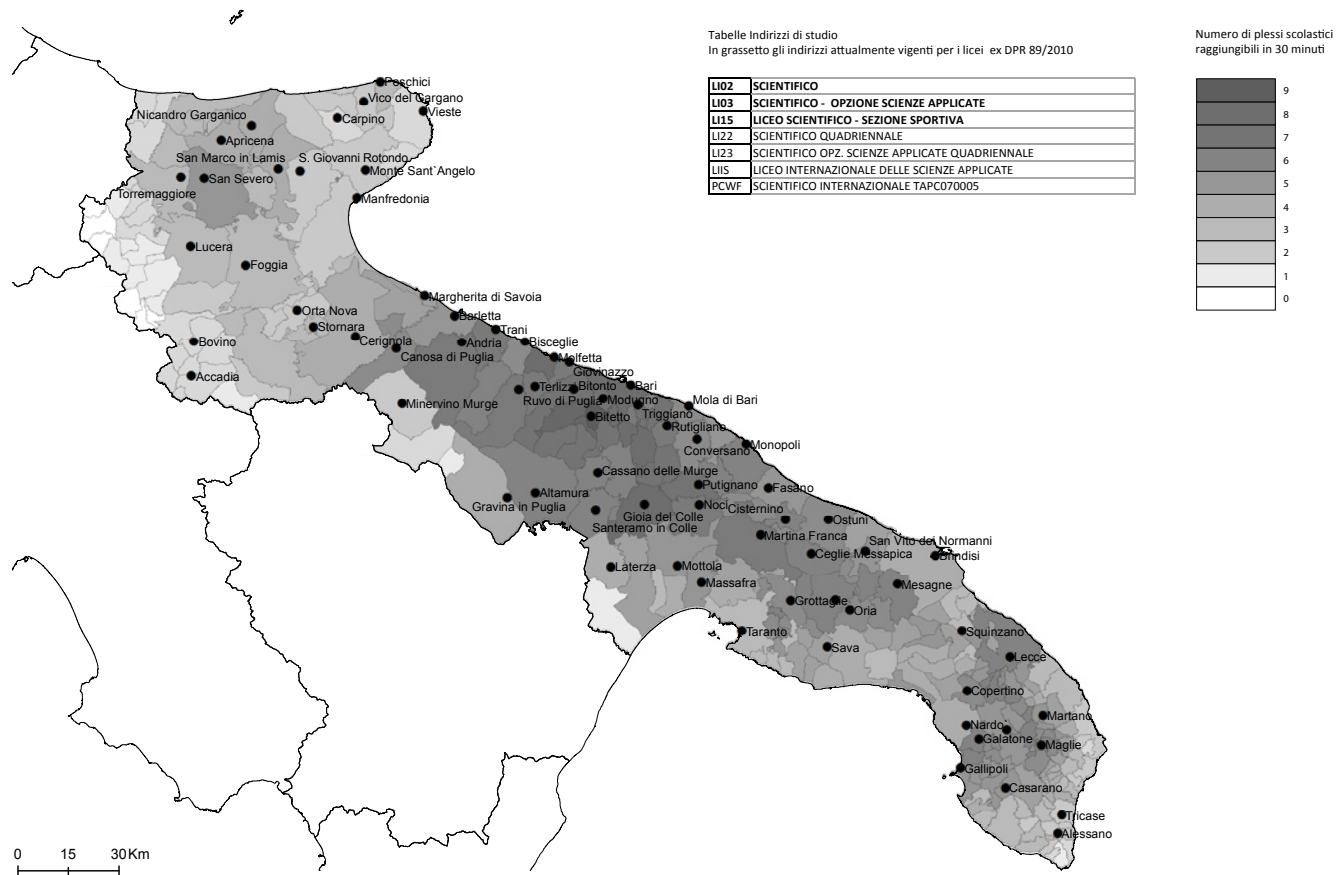 Tabelle Indirizzi di studio
In grassetto gli indirizzi attualmente vigenti per i licei ex DPR 89/2010
LI02 SCIENTIFICO
LI03 SCIENTIFICO - OPZIONE SCIENZE APPLICATE
LI15 LICEO SCIENTIFICO - SEZIONE SPORTIVA
LI22 SCIENTIFICO QUADRIENNALE
LI23 SCIENTIFICO OPZ. SCIENZE APPLICATE QUADRIENNALE
LIIS LICEO INTERNAZIONALE DELLE SCIENZE APPLICATE
PCWF SCIENTIFICO INTERNAZIONALE TAPC070005
Numero di plessi scolastici
raggiungibili in 30 minuti
9
8
7
6
5
4
3
2
1
0
Peschici
Vico del Gargano
Vieste
Nicandro Garganico
Carpino
Apricena
San Marco in Lamis
S. Giovanni Rotondo
Monte Sant`Angelo
San Severo
Torremaggiore
Manfredonia
Lucera
Foggia
Margherita di Savoia
Orta Nova
Barletta
Stornara
Trani
Cerignola
Andria
Bisceglie
Bovino
Canosa di Puglia
Molfetta
Giovinazzo
Accadia
Terlizzi
Bitonto
Bari
Minervino Murge
Ruvo di Puglia
Modugno
Mola di Bari
Bitetto
Triggiano
Rutigliano
Conversano
Monopoli
Cassano delle Murge
Putignano
Fasano
Altamura
Gravina in Puglia
Gioia del Colle
Noci
Cisternino
Santeramo in Colle
Ostuni
Martina Franca
San Vito dei Normanni
Ceglie Messapica
Brindisi
Laterza
Mottola
Massafra
Mesagne
Grottaglie
Oria
Taranto
Squinzano
Sava
Lecce
Copertino
Martano
Nardo`
Galatone
Maglie
Gallipoli
Casarano
Tricase
Alessano
0 15 30 Km